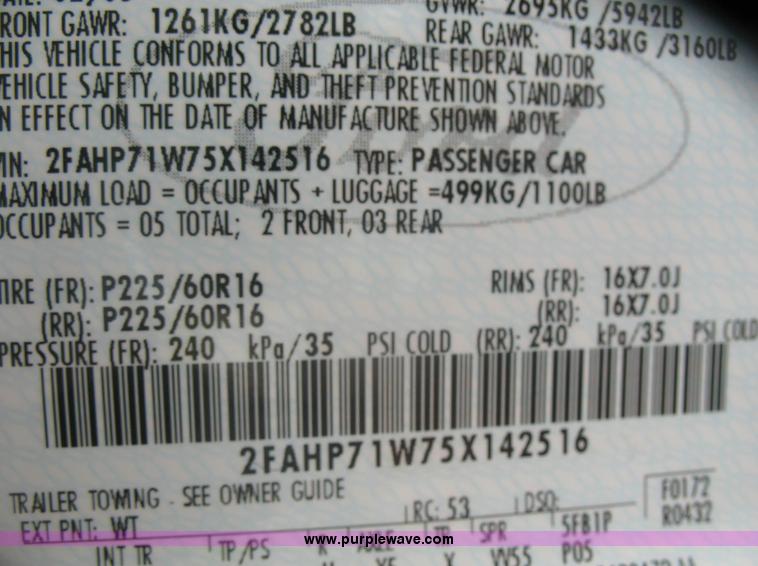 RONT GAWR: 1261KG/2782LB
GVWR: 2695KG /5942LB
REAR GAWR: 1433KG /3160LB
HIS VEHICLE CONFORMS TO ALL APPLICABLE FEDERAL MOTOR
EHICLE SAFETY, BUMPER, AND THEFT PREVENTION STANDARDS
N EFFECT ON THE DATE OF MANUFACTURE SHOWN ABOVE.
IN: 2FAHP71W75X142516 TYPE: PASSENGER CAR
MAXIMUM LOAD = OCCUPANTS + LUGGAGE =499KG/1100LB
OCCUPANTS = 05 TOTAL; 2 FRONT, 03 REAR
TIRE (FR): P225/60R16 RIMS (FR): 16X7.0J
(RR): P225/60R16 (RR): 16X7.0J
PRESSURE (FR): 240 kPa/35 PSI COLD (RR): 240 kPa/35 PSI COLD
2FAHP71W75X142516
TRAILER TOWING - SEE OWNER GUIDE
EXT PNT: WT RC: 53 DSO: F0172
R0432
www.purplewave.com
INT TR TP/PS SPR 5FB1P
VV55 P05